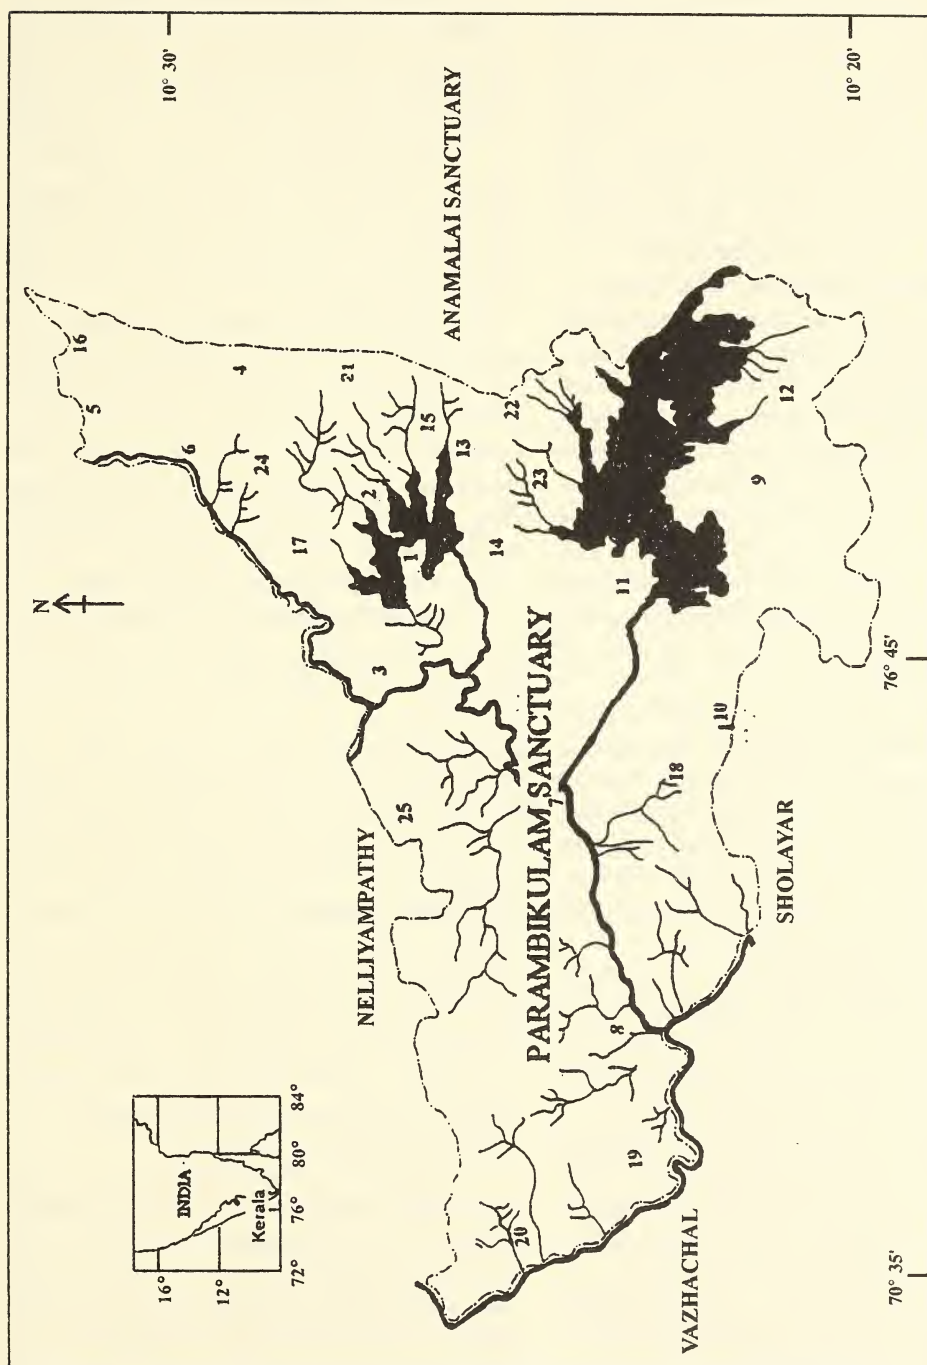 N
16
5
16°
10° 30'
INDIA
6
12°
4
Kerala
24
72° 76° 80° 84°
17
21
NELLIYAMPATHY
2
3
25
1
15
ANAMALAI SANCTUARY
13
14
22
20
PARAMBIKULAM SANCTUARY
23
7
8
11
19
18
VAZHACHAL
10
9
SHOLAYAR
12
10° 20'
70° 35' 76° 45'